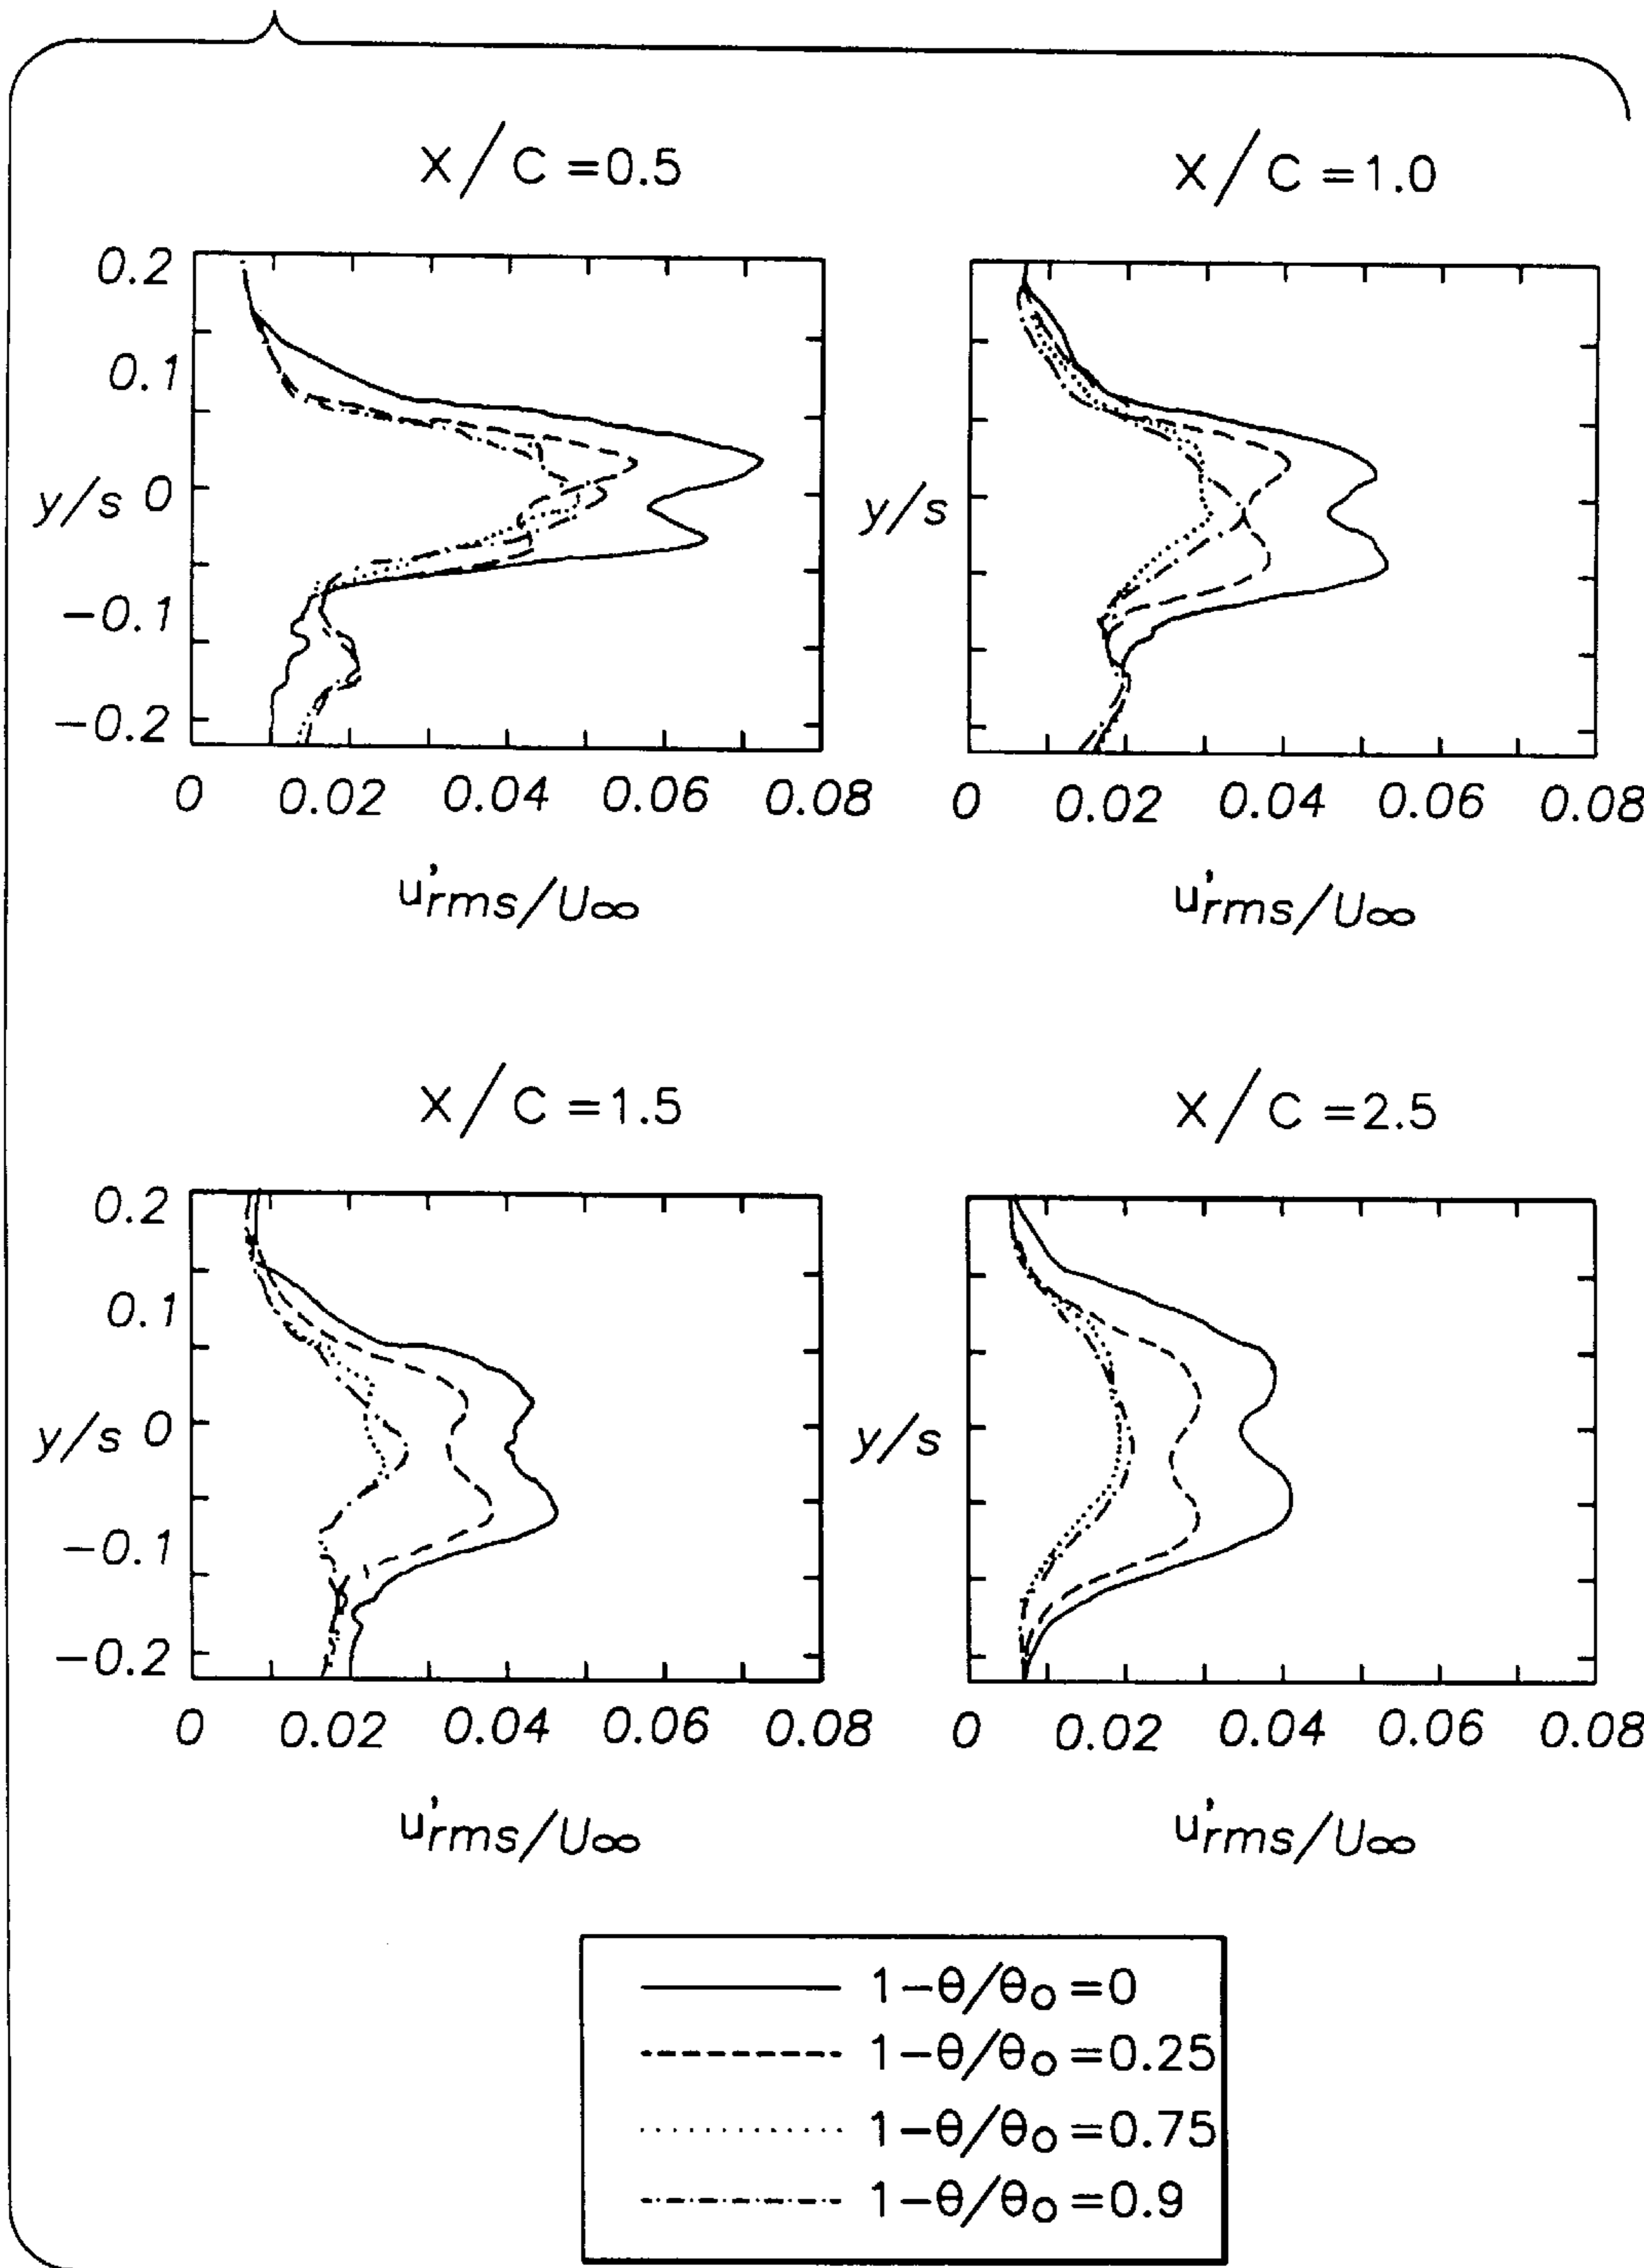 X/C =0.5
X/C =1.0
0.2
0.1
y/s 0
−0.1
−0.2
0 0.02 0.04 0.06 0.08
u'rms/U∞
y/s
0 0.02 0.04 0.06 0.08
u'rms/U∞
X/C =1.5
X/C =2.5
0.2
0.1
y/s 0
−0.1
−0.2
0 0.02 0.04 0.06 0.08
u'rms/U∞
y/s
0 0.02 0.04 0.06 0.08
u'rms/U∞
1−θ/θo =0
1−θ/θo =0.25
1−θ/θo =0.75
1−θ/θo =0.9